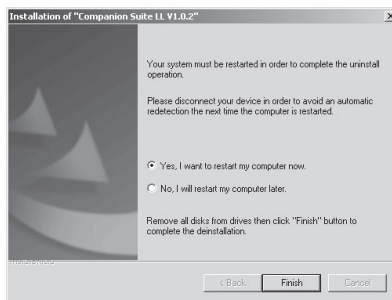 Installation of "Companion Suite LL V1.0.2"
Your system must be restarted in order to complete the uninstall
operation.
Please disconnect your device in order to avoid an automatic
redetection the next time the computer is restarted.
Yes, I want to restart my computer now.
No, I will restart my computer later.
Remove all disks from drives then click "Finish" button to
complete the deinstallation.
InstallShield
< Back
Finish
Cancel